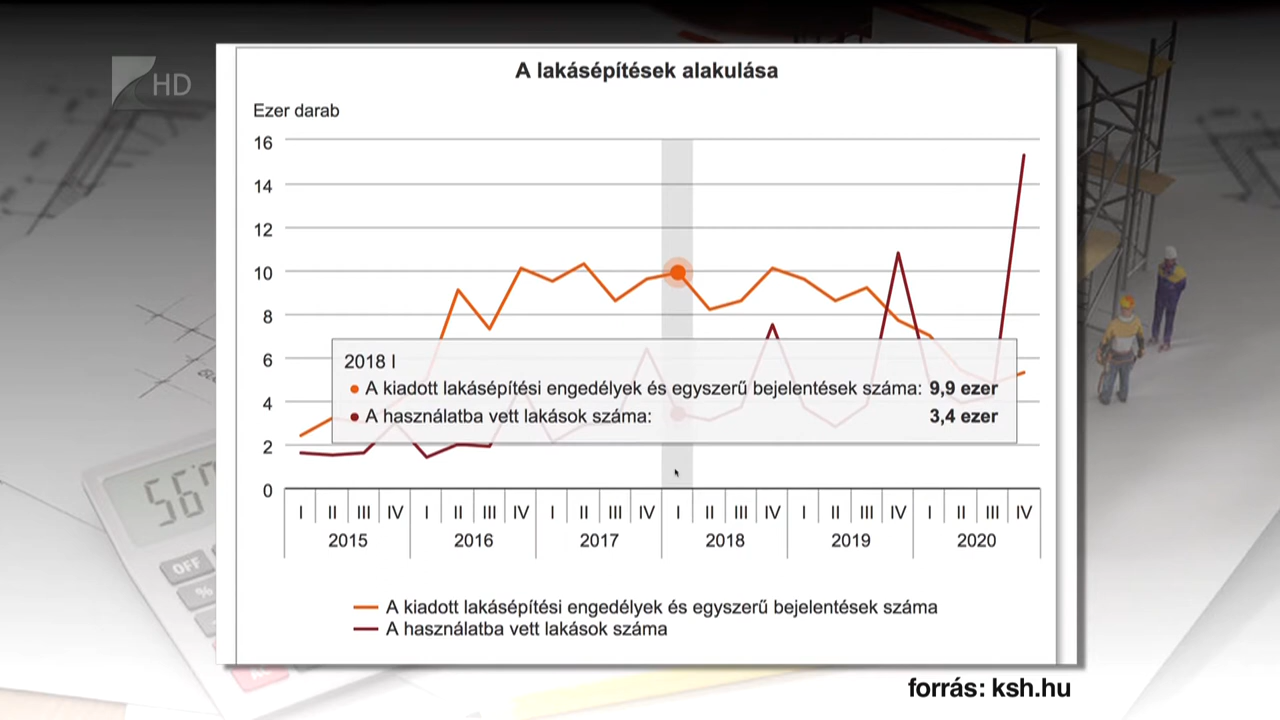 HD
A lakásépítések alakulása
Ezer darab
16
14
12
10
8
6
4
2
0
2018 I
A kiadott lakásépítési engedélyek és egyszerű bejelentések száma: 9,9 ezer
A használatba vett lakások száma: 3,4 ezer
I II III IV I II III IV I II III IV I II III IV I II III IV I II III IV
2015 2016 2017 2018 2019 2020
A kiadott lakásépítési engedélyek és egyszerű bejelentések száma
A használatba vett lakások száma
OFF
%
AC
forrás: ksh.hu